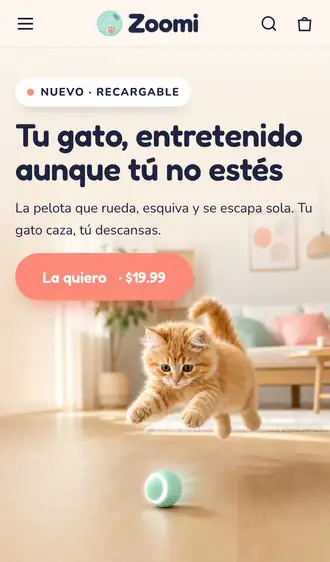 Zoomi
NUEVO · RECARGABLE
Tu gato, entretenido
aunque tú no estés
La pelota que rueda, esquiva y se escapa sola. Tu
gato caza, tú descansas.
La quiero · $19.99